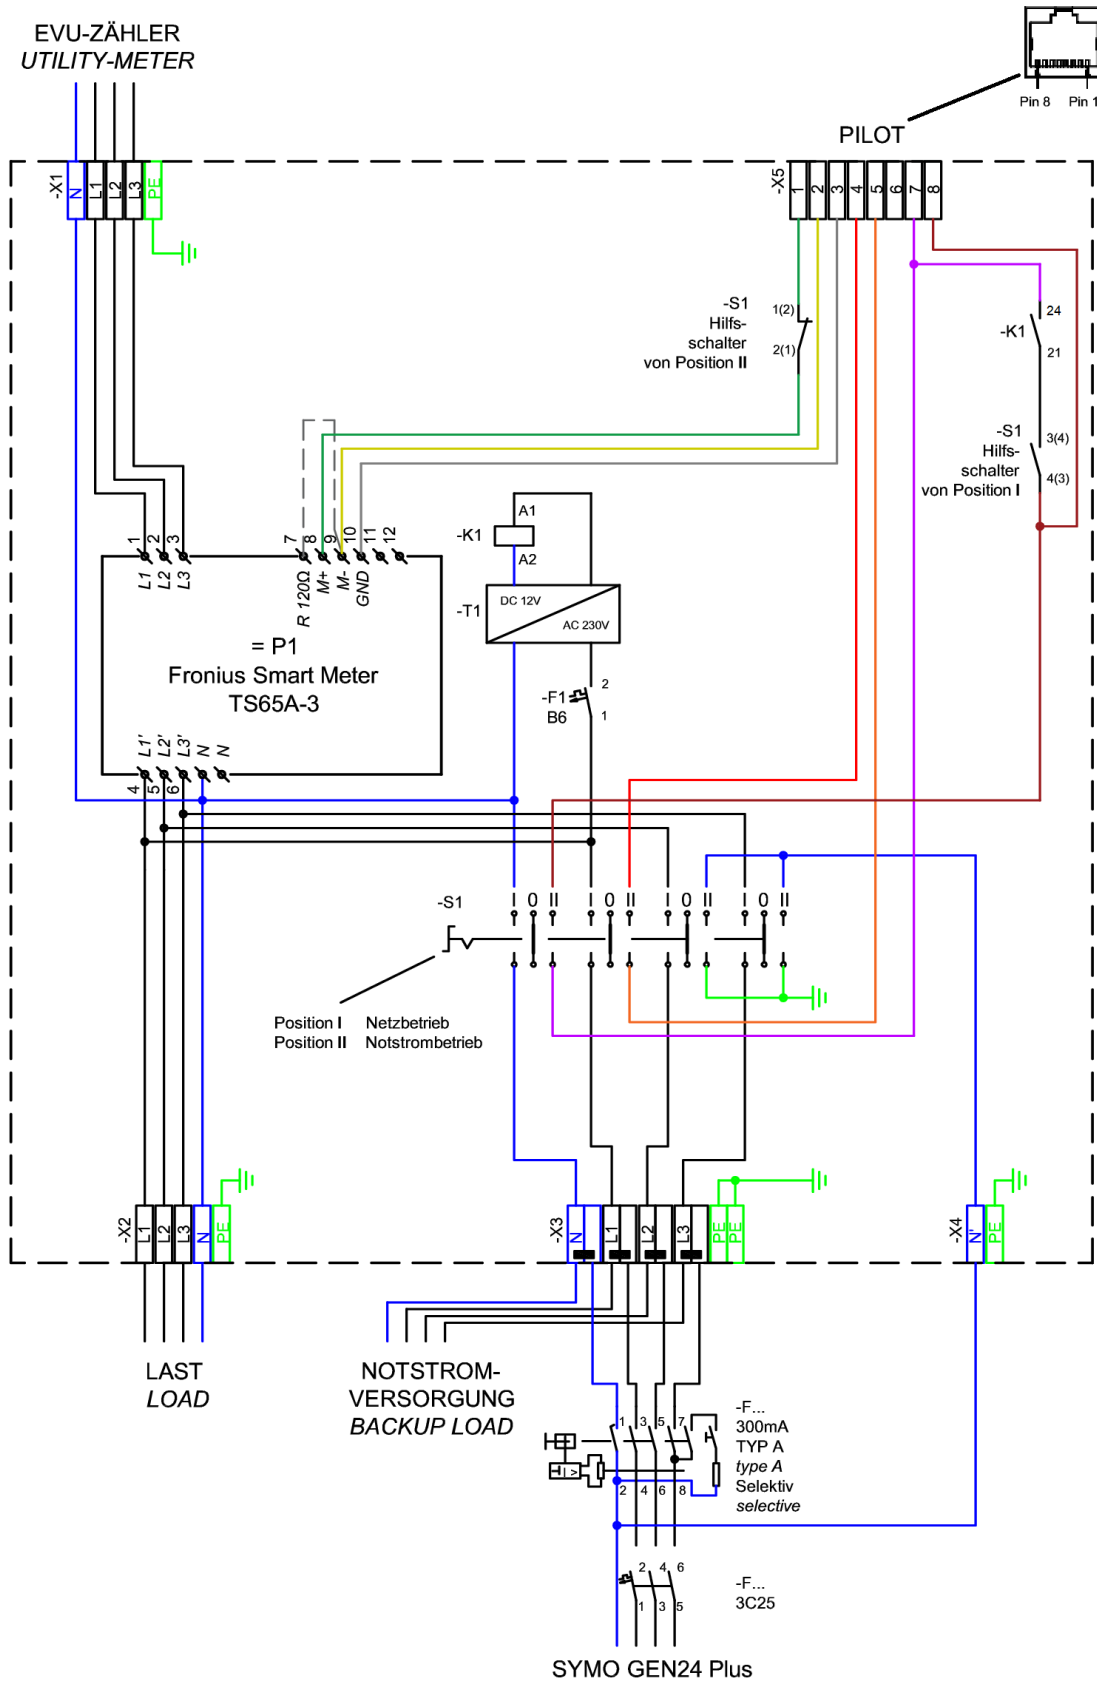 EVU-ZÄHLER
UTILITY-METER
Pin 8
Pin 1
PILOT
-X1
N
L1
L2
L3
PE
-X5
1
2
3
4
5
6
7
8
-S1
Hilfs-
schalter
von Position II
1(2)
2(1)
24
-K1
21
-S1
Hilfs-
schalter
von Position I
3(4)
4(3)
1
2
3
L1
L2
L3
7
8
9
10
11
12
R 120Ω
M+
M-
GND
-K1
A1
A2
-T1
DC 12V
AC 230V
= P1
Fronius Smart Meter
TS65A-3
-F1
B6
2
1
L1'
L2'
L3'
N
N
4
5
6
-S1
I
0
II
I
0
II
I
0
II
I
0
II
Position I Netzbetrieb
Position II Notstrombetrieb
-X2
L1
L2
L3
N
PE
-X3
N
L1
L2
L3
PE
PE
-X4
N'
PE
LAST
LOAD
NOTSTROM-
VERSORGUNG
BACKUP LOAD
1
3
5
7
2
4
6
8
-F...
300mA
TYP A
type A
Selektiv
selective
2
4
6
1
3
5
-F...
3C25
SYMO GEN24 Plus